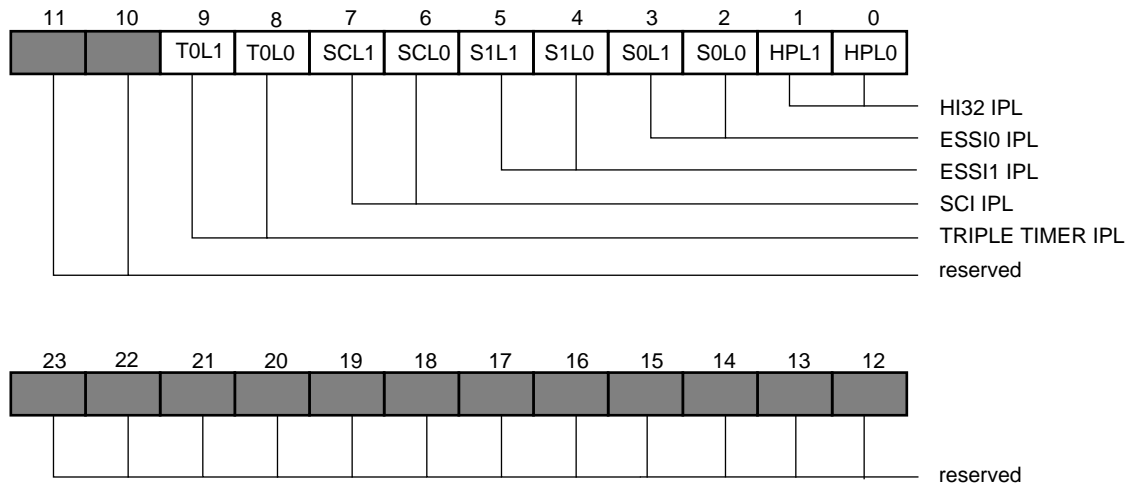 11 10 9 8 7 6 5 4 3 2 1 0
T0L1 T0L0 SCL1 SCL0 S1L1 S1L0 S0L1 S0L0 HPL1 HPL0
HI32 IPL
ESSI0 IPL
ESSI1 IPL
SCI IPL
TRIPLE TIMER IPL
reserved
23 22 21 20 19 18 17 16 15 14 13 12
reserved